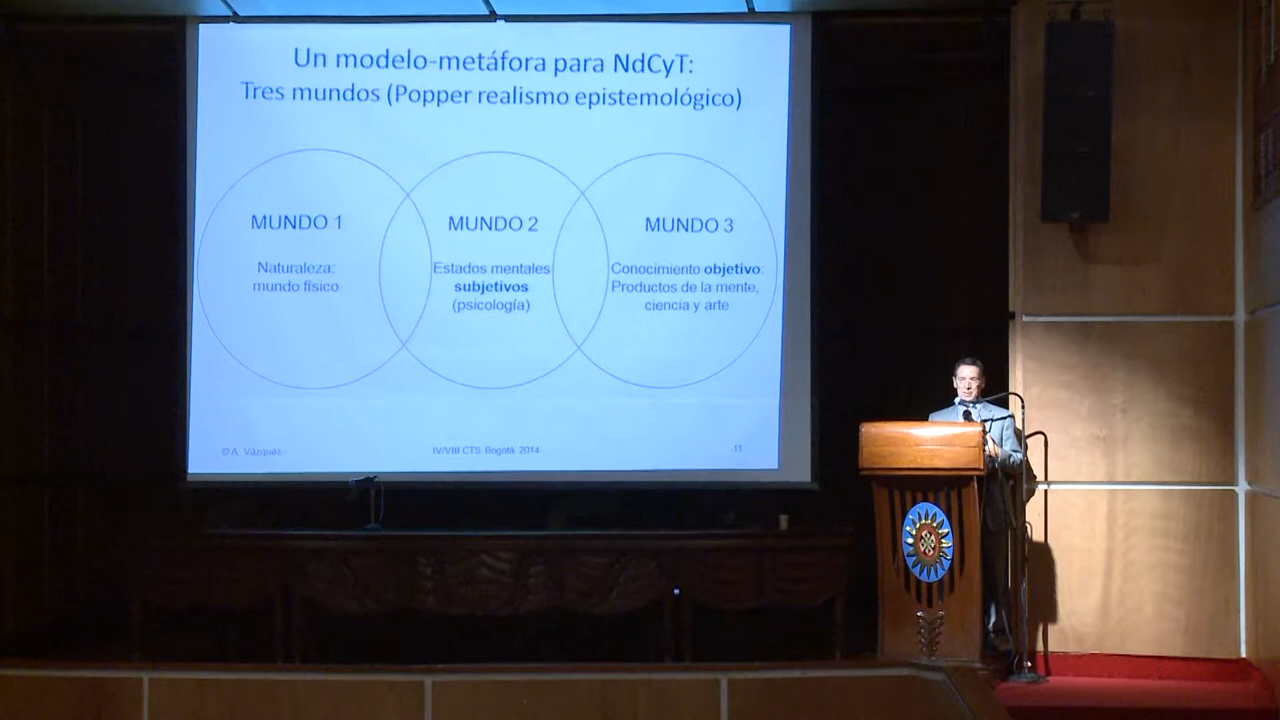 Un modelo-metáfora para NdCyT:
Tres mundos (Popper realismo epistemológico)
MUNDO 1
Naturaleza:
mundo físico
MUNDO 2
Estados mentales
subjetivos
(psicología)
MUNDO 3
Conocimiento objetivo:
Productos de la mente,
ciencia y arte
© A. Vázquez
IV/VIII CTS Bogotá 2014
11